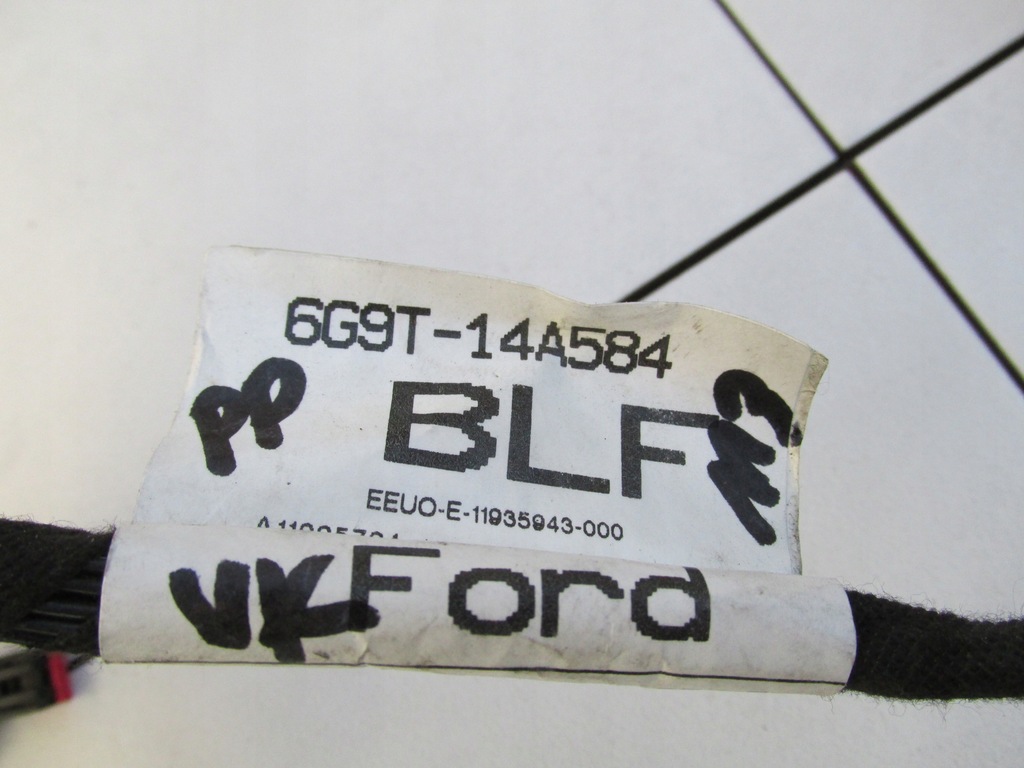 6G9T-14A584
PP BLF
EEUO-E-11935943-000
VK Ford